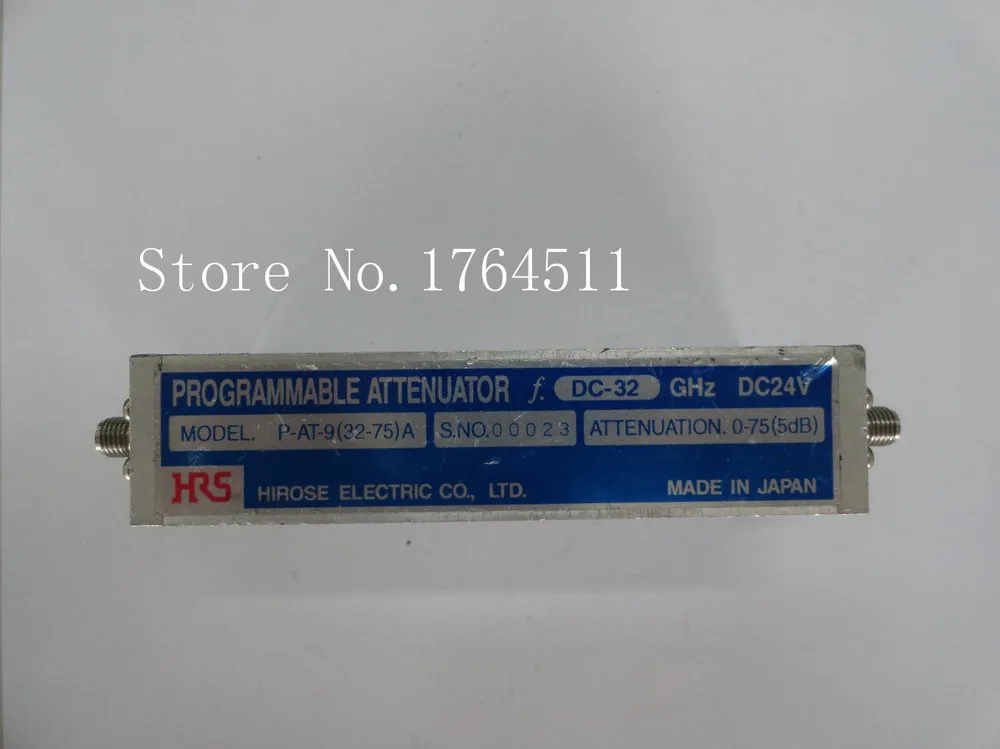 Store No. 1764511
PROGRAMMABLE ATTENUATOR f. DC-32 GHz DC24V
MODEL. P-AT-9(32-75)A S.NO. 00023 ATTENUATION. 0-75(5dB)
HRS HIROSE ELECTRIC CO., LTD. MADE IN JAPAN